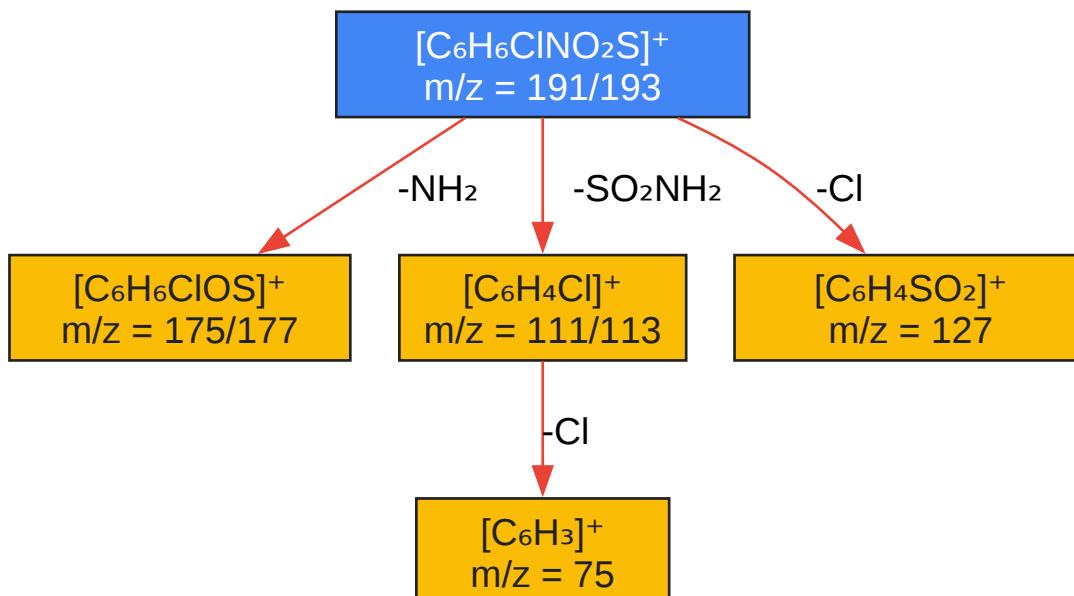 [C₆H₆ClNO₂S]⁺
m/z = 191/193
-NH₂
-SO₂NH₂
-Cl
[C₆H₆ClOS]⁺
m/z = 175/177
[C₆H₄Cl]⁺
m/z = 111/113
[C₆H₄SO₂]⁺
m/z = 127
-Cl
[C₆H₃]⁺
m/z = 75